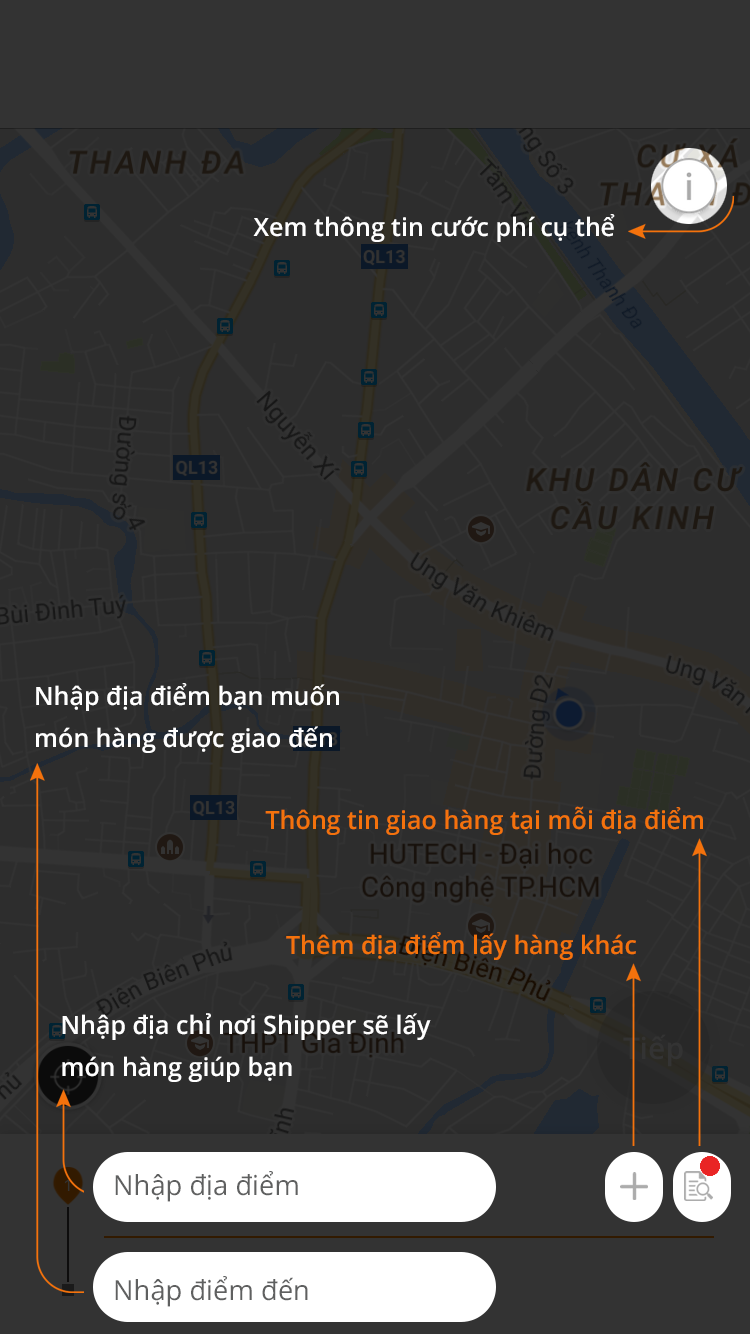 THANH ĐA
ng Số 3
CƯ XÁ
i
Xem thông tin cước phí cụ thể
QL13
nh Thanh Đa
Nguyễn Xí
Đường số
QL13
KHU DÂN CƯ
CẦU KINH
Ung Văn Khiêm
Bùi Đình Tuý
Ung Văn
Đường D2
Nhập địa điểm bạn muốn
món hàng được giao đến
QL13
Thông tin giao hàng tại mỗi địa điểm
HUTECH - Đại học
Công nghệ TP.HCM
Thêm địa điểm lấy hàng khác
Điện Biên Phủ
Điện Biên Phủ
Nhập địa chỉ nơi Shipper sẽ lấy
THPT Gia Định
Tiếp
món hàng giúp bạn
Nhập địa điểm
Nhập điểm đến